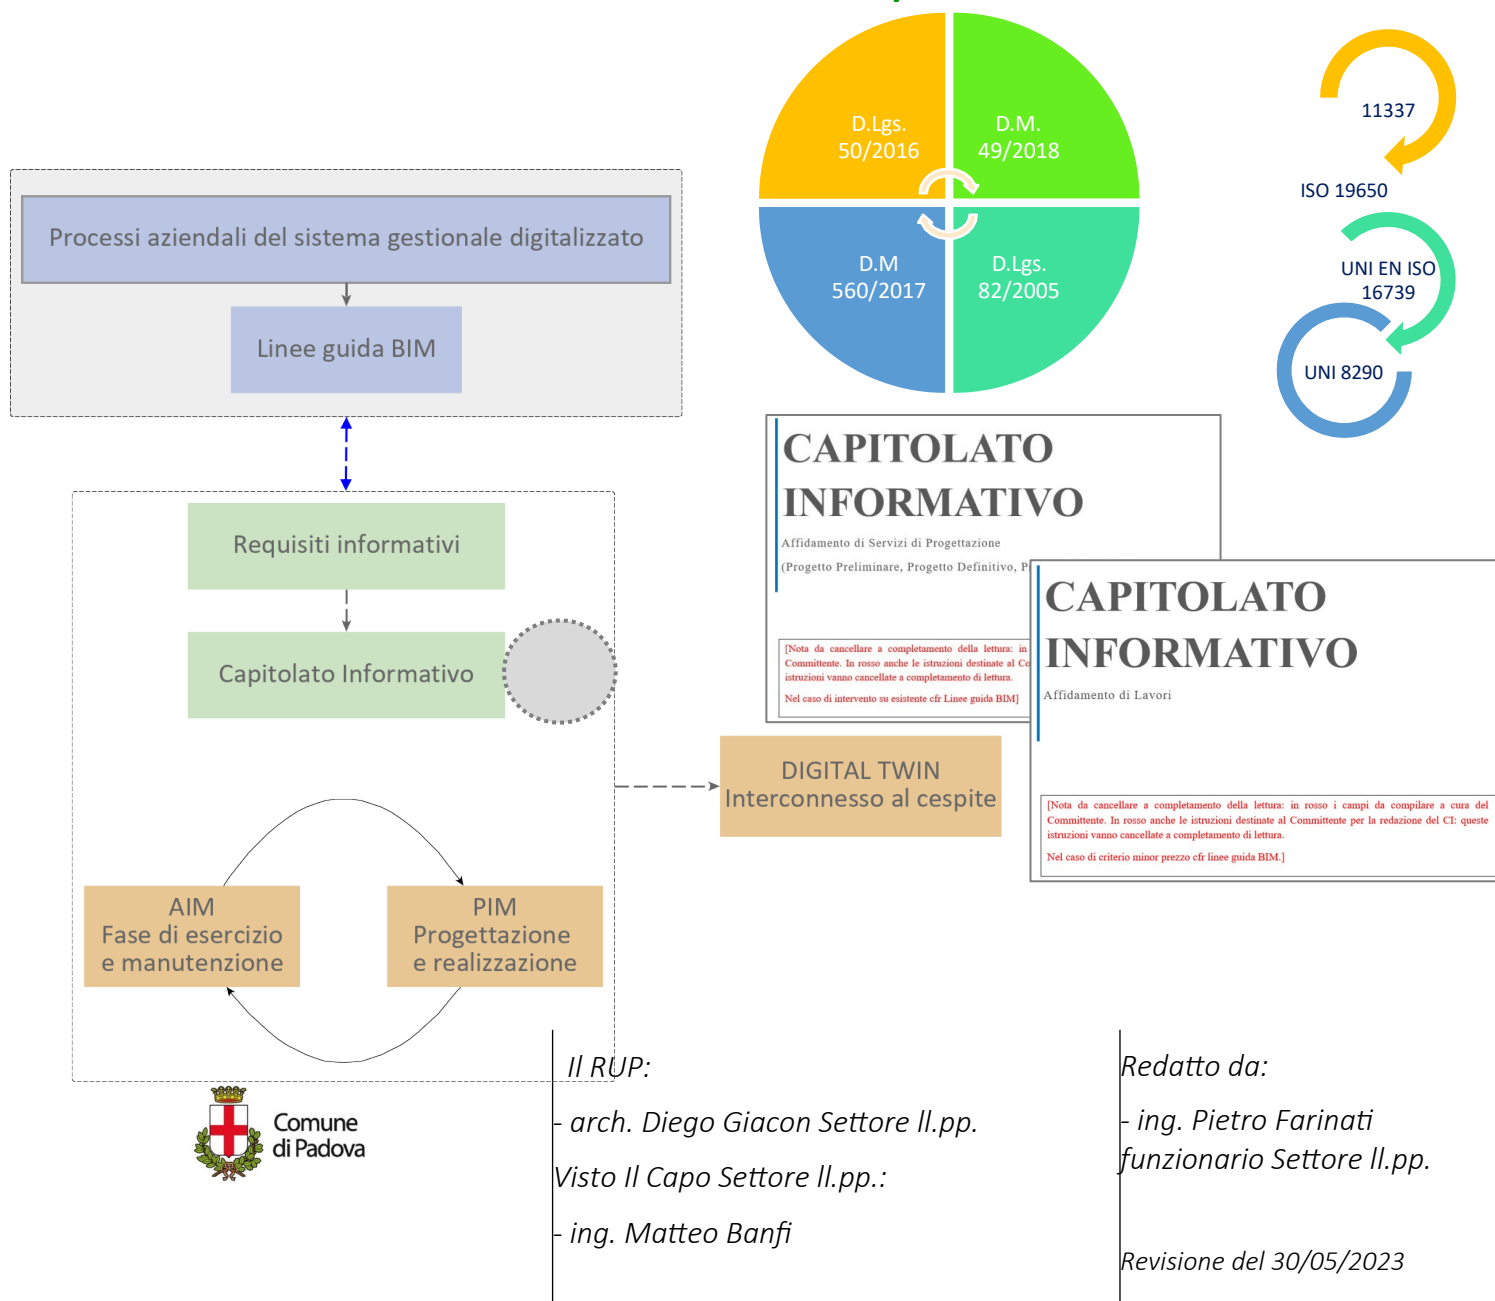 D.Lgs.
50/2016
D.M.
49/2018
D.M
560/2017
D.Lgs.
82/2005
11337
ISO 19650
UNI EN ISO
16739
UNI 8290
Processi aziendali del sistema gestionale digitalizzato
Linee guida BIM
Requisiti informativi
Capitolato Informativo
AIM
Fase di esercizio
e manutenzione
PIM
Progettazione
e realizzazione
DIGITAL TWIN
Interconnesso al cespite
CAPITOLATO
INFORMATIVO
Affidamento di Servizi di Progettazione
(Progetto Preliminare, Progetto Definitivo, P
[Nota da cancellare a completamento della lettura: in
Committente. In rosso anche le istruzioni destinate al Co
istruzioni vanno cancellate a completamento di lettura.
Nel caso di intervento su esistente cfr Linee guida BIM]
CAPITOLATO
INFORMATIVO
Affidamento di Lavori
[Nota da cancellare a completamento della lettura: in rosso i campi da compilare a cura del
Committente. In rosso anche le istruzioni destinate al Committente per la redazione del CI: queste
istruzioni vanno cancellate a completamento di lettura.
Nel caso di criterio minor prezzo cfr linee guida BIM.]
Comune
di Padova
Il RUP:
- arch. Diego Giacon Settore ll.pp.
Visto Il Capo Settore ll.pp.:
- ing. Matteo Banfi
Redatto da:
- ing. Pietro Farinati
funzionario Settore ll.pp.
Revisione del 30/05/2023